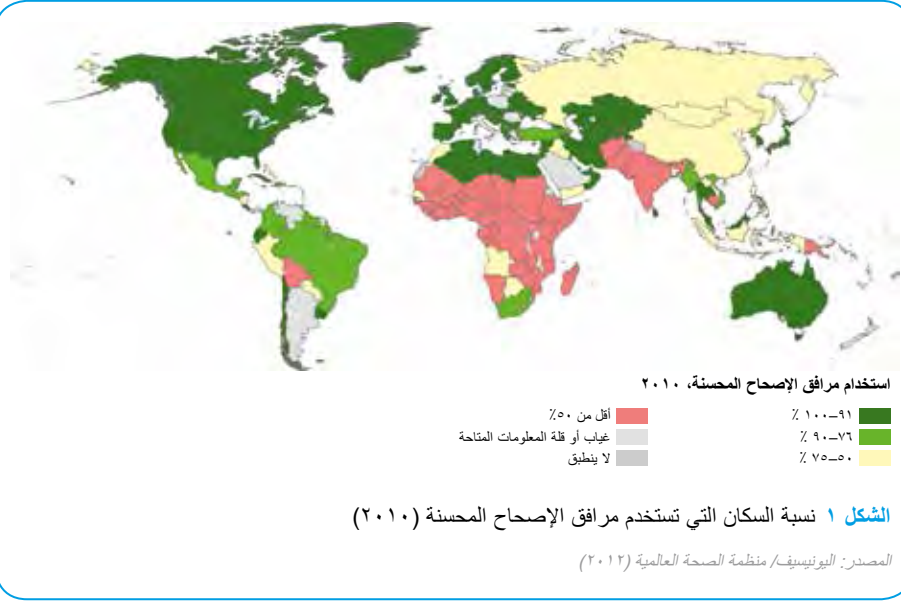 استخدام مرافق الإصحاح المحسنة، ٢٠١٠
٩١–١٠٠ ٪
٧٦–٩٠ ٪
٥٠–٧٥ ٪
أقل من ٥٠٪
غياب أو قلة المعلومات المتاحة
لا ينطبق
الشكل ١ نسبة السكان التي تستخدم مرافق الإصحاح المحسنة (٢٠١٠)
المصدر: اليونيسيف/ منظمة الصحة العالمية (٢٠١٢)